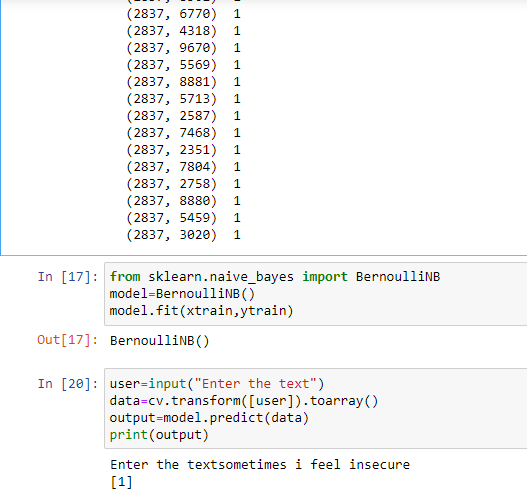 (2837, 6770) 1
(2837, 4318) 1
(2837, 9670) 1
(2837, 5569) 1
(2837, 8881) 1
(2837, 5713) 1
(2837, 2587) 1
(2837, 7468) 1
(2837, 2351) 1
(2837, 7804) 1
(2837, 2758) 1
(2837, 8880) 1
(2837, 5459) 1
(2837, 3020) 1
In [17]: from sklearn.naive_bayes import BernoulliNB
model=BernoulliNB()
model.fit(xtrain,ytrain)
Out[17]: BernoulliNB()
In [20]: user=input("Enter the text")
data=cv.transform([user]).toarray()
output=model.predict(data)
print(output)
Enter the textsometimes i feel insecure
[1]